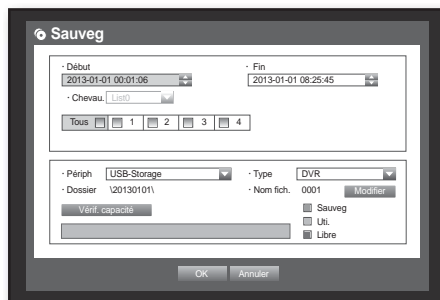 Sauveg
· Début
· Fin
2013-01-01 00:01:06
2013-01-01 08:25:45
· Chevau. List0
Tous 1 2 3 4
· Périph USB-Storage
· Type DVR
· Dossier \20130101\
· Nom fich. 0001 Modifier
Vérif. capacité
Sauveg
Uti.
Libre
OK Annuler